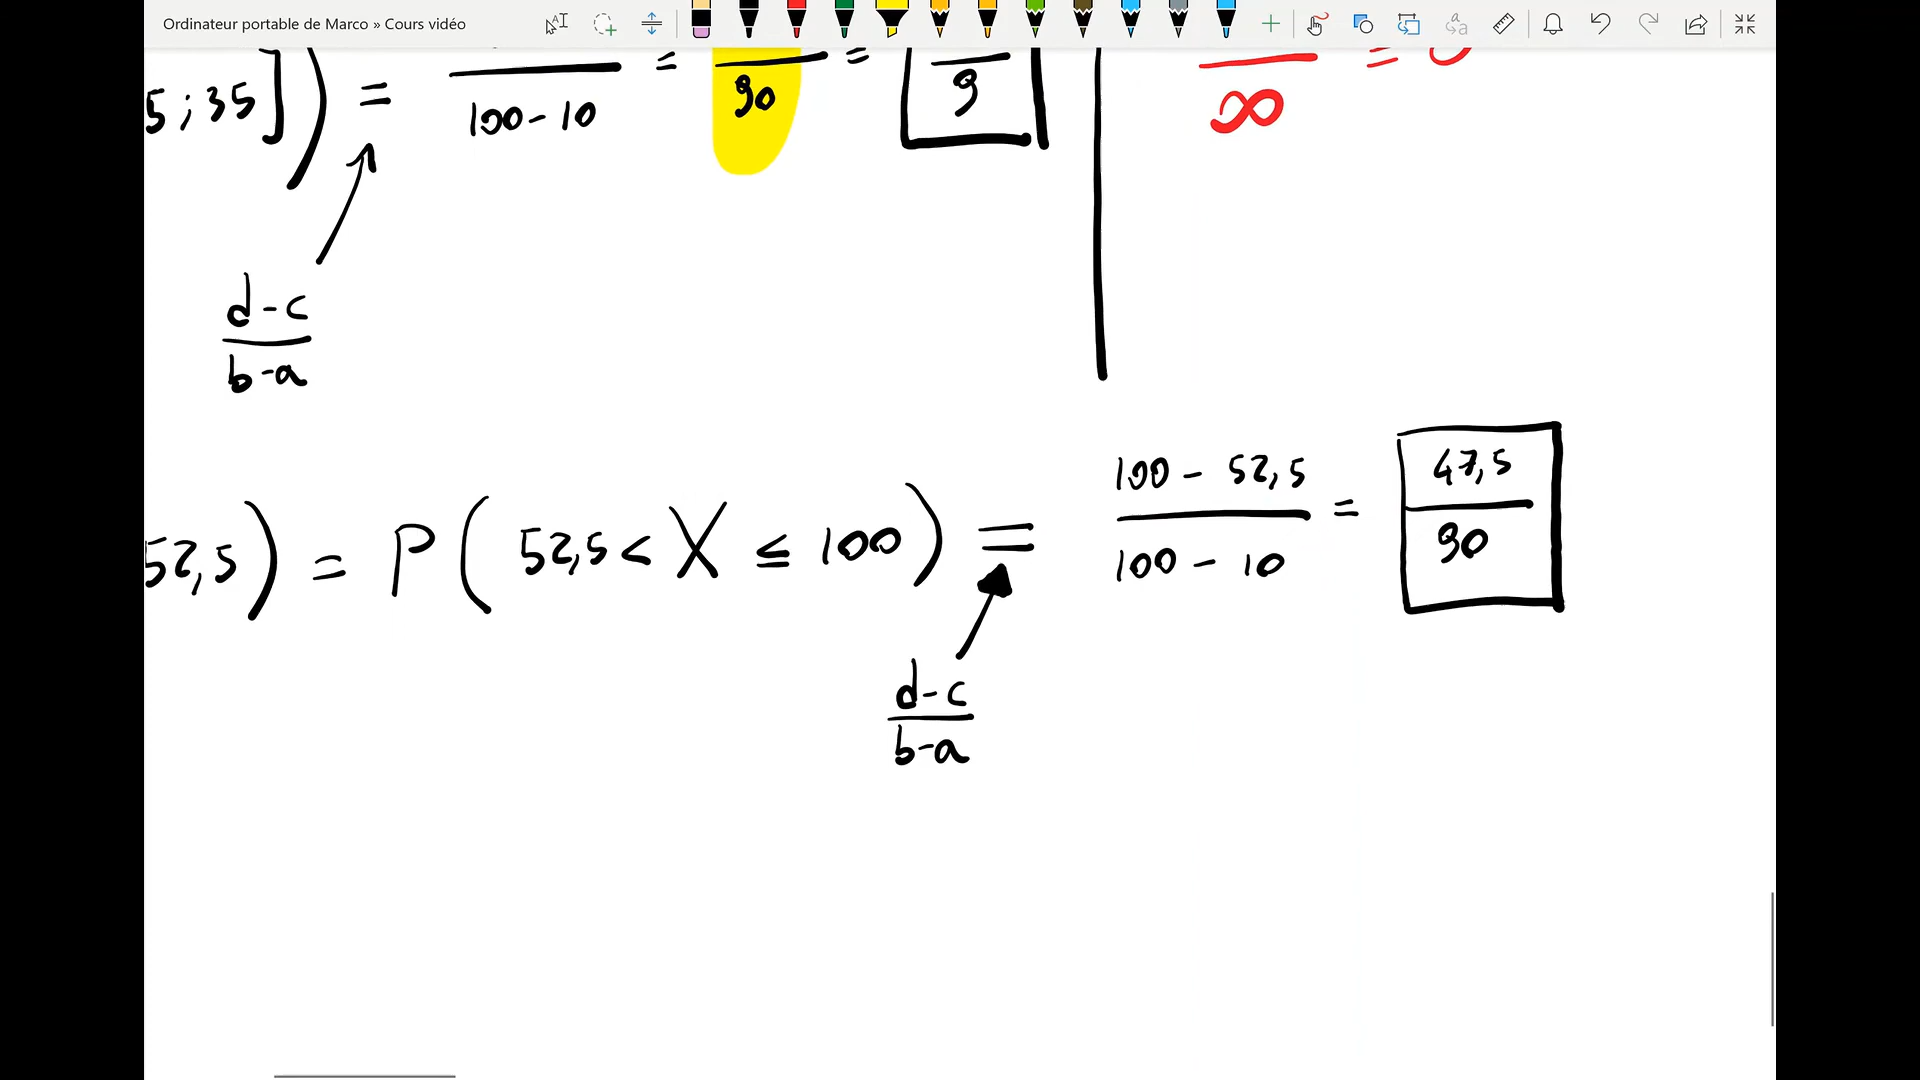 Ordinateur portable de Marco » Cours vidéo
5 ; 35 ] ) = 100 - 10 = 90 = 9
∞ = 0
d - c
b - a
52,5 ) = P ( 52,5 < X ≤ 100 ) = 100 - 52,5 / 100 - 10 = 47,5 / 90
d - c
b - a